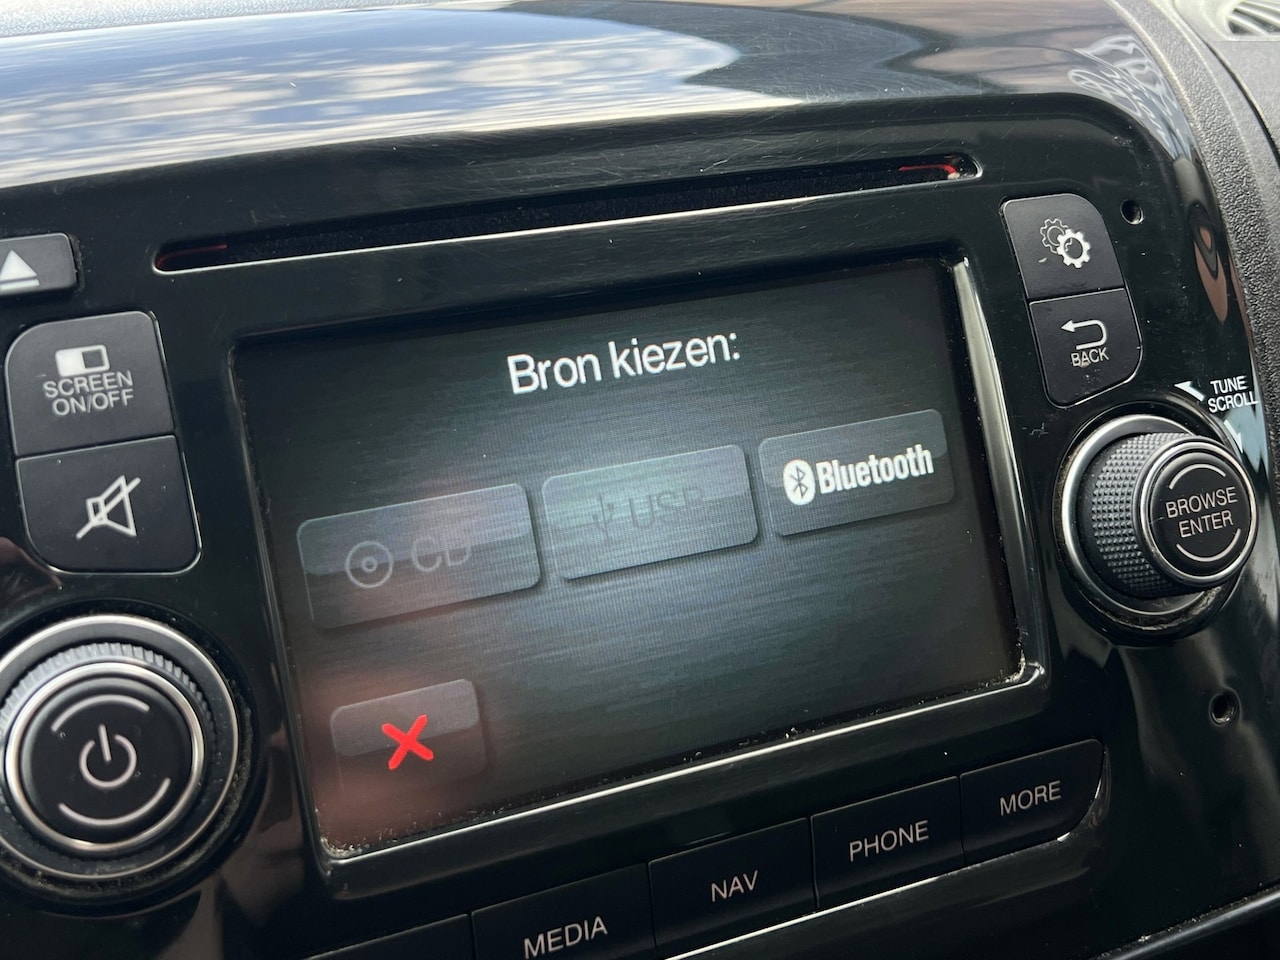 SCREEN
ON/OFF
Bron kiezen:
CD
USB
Bluetooth
BACK
TUNE
SCROLL
BROWSE
ENTER
MEDIA
NAV
PHONE
MORE